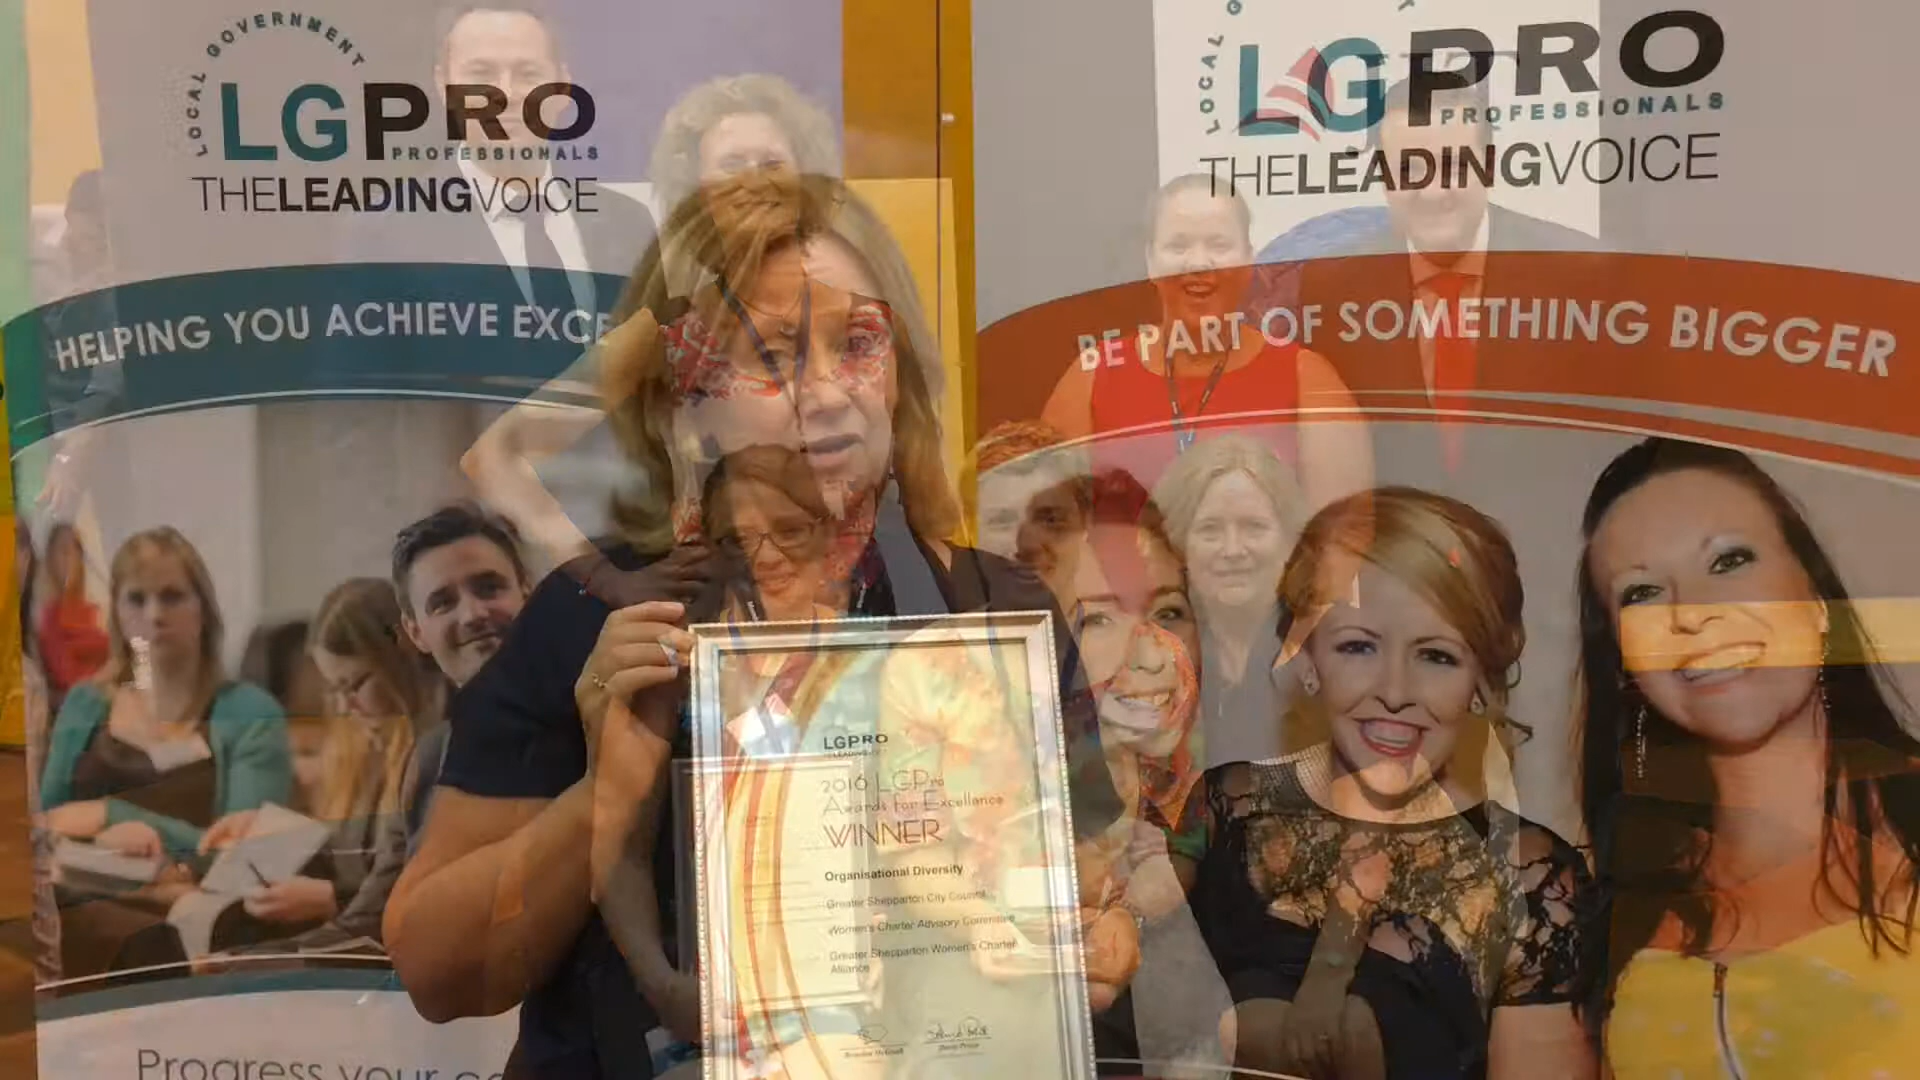 LOCAL GOVERNMENT
LGPRO
PROFESSIONALS
THELEADINGVOICE
HELPING YOU ACHIEVE EXCE
Progress your
LOCAL
LGPRO
PROFESSIONALS
THELEADINGVOICE
BE PART OF SOMETHING BIGGER
LGPRO
2016 LGPro
Awards for Excellence
WINNER
Organisational Diversity
Greater Shepparton City Council
Women's Charter Advisory Committee
Greater Shepparton Women's Charter
Alliance